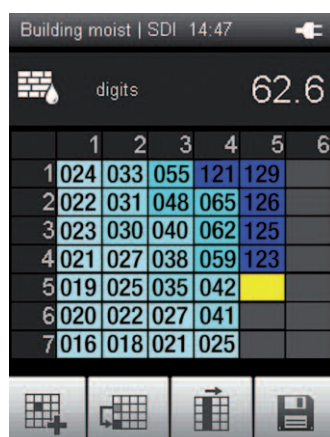 Building moist | SDI 14:47
digits 62.6
1 2 3 4 5 6
1 024 033 055 121 129
2 022 031 048 065 126
3 023 030 040 062 125
4 021 027 038 059 123
5 019 025 035 042
6 020 022 027 041
7 016 018 021 025